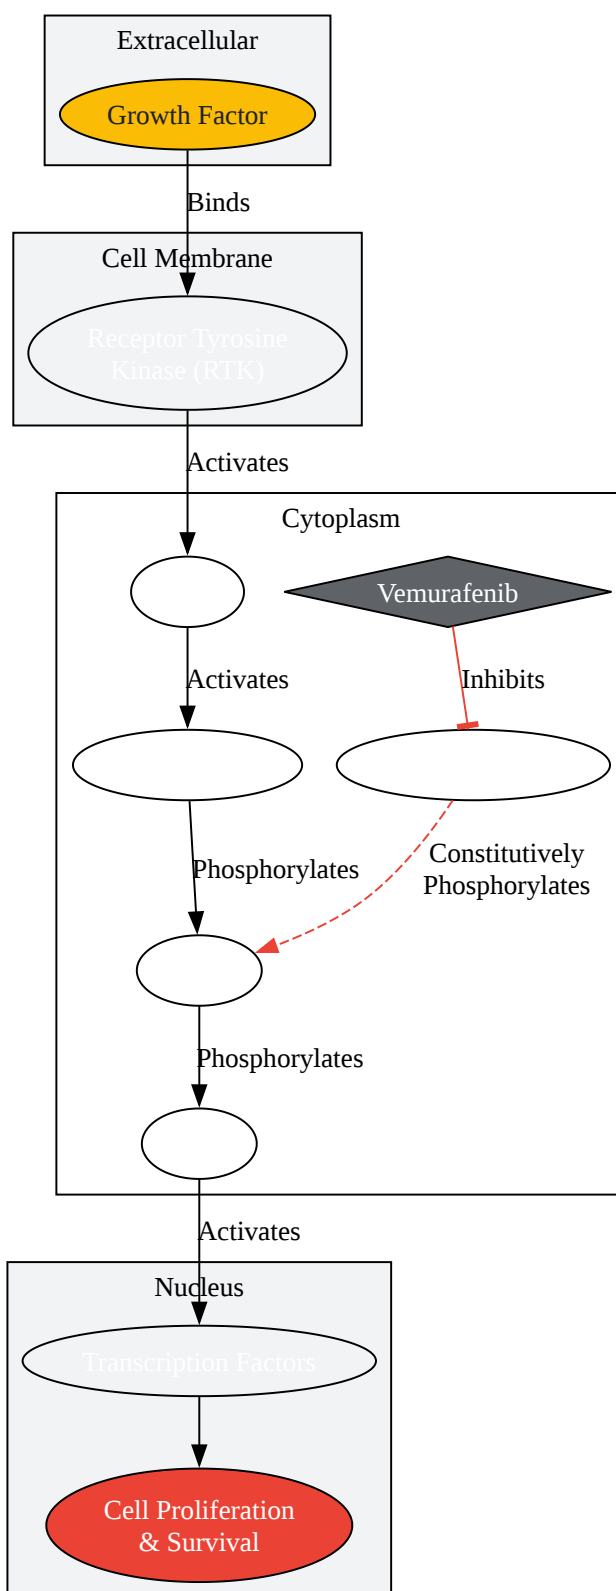 Extracellular
Growth Factor
Binds
Cell Membrane
Receptor Tyrosine
Kinase (RTK)
Activates
Cytoplasm
Vemurafenib
Activates
Inhibits
Phosphorylates
Constitutively
Phosphorylates
Phosphorylates
Activates
Nucleus
Transcription Factors
Cell Proliferation
& Survival